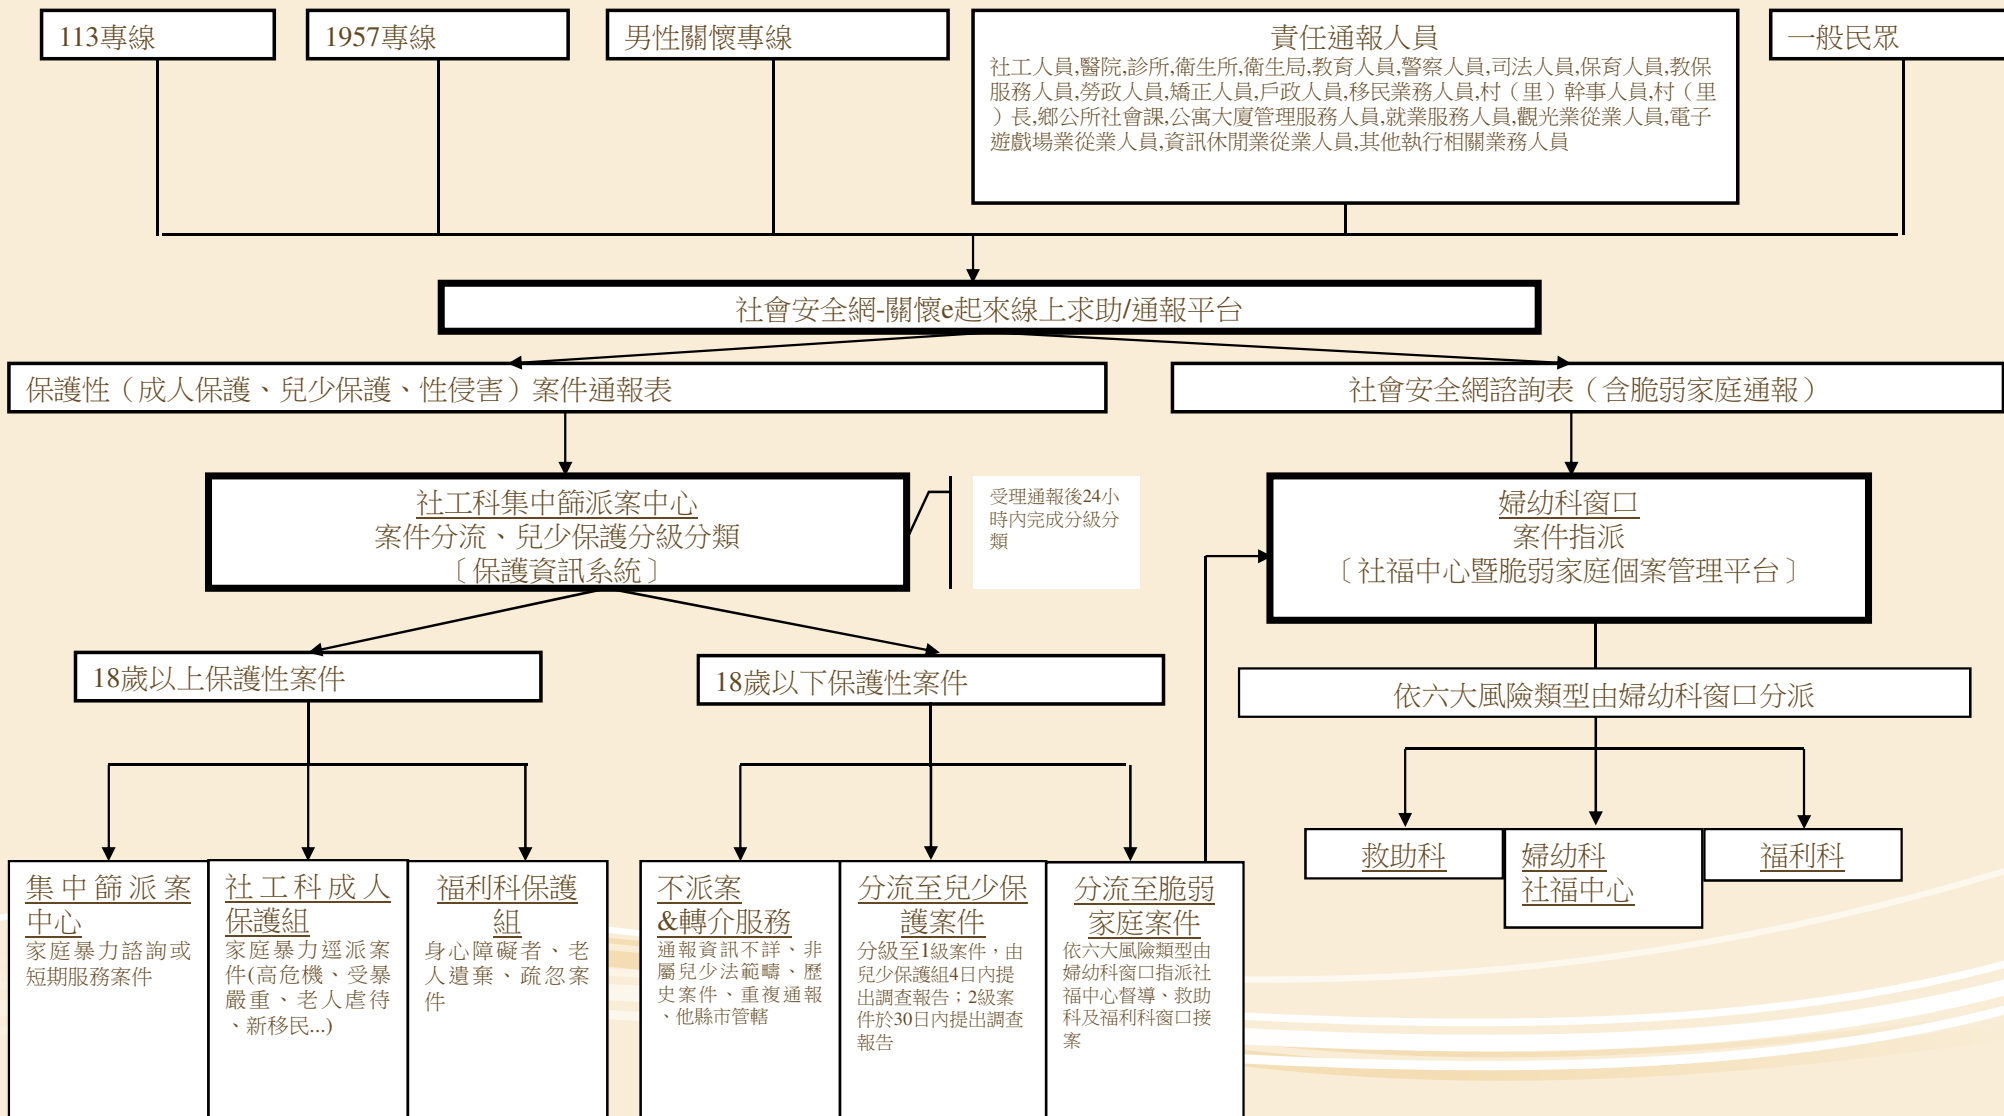 113專線
1957專線
男性關懷專線
責任通報人員
社工人員,醫院,診所,衛生所,衛生局,教育人員,警察人員,司法人員,保育人員,教保
服務人員,勞政人員,矯正人員,戶政人員,移民業務人員,村（里）幹事人員,村（里
）長,鄉公所社會課,公寓大廈管理服務人員,就業服務人員,觀光業從業人員,電子
遊戲場業從業人員,資訊休閒業從業人員,其他執行相關業務人員
一般民眾
社會安全網-關懷e起來線上求助/通報平台
保護性（成人保護、兒少保護、性侵害）案件通報表
社會安全網諮詢表（含脆弱家庭通報）
社工科集中篩派案中心
案件分流、兒少保護分級分類
〔保護資訊系統〕
受理通報後24小
時內完成分級分
類
婦幼科窗口
案件指派
〔社福中心暨脆弱家庭個案管理平台〕
18歲以上保護性案件
18歲以下保護性案件
依六大風險類型由婦幼科窗口分派
集中篩派案
中心
家庭暴力諮詢或
短期服務案件
社工科成人
保護組
家庭暴力逕派案
件(高危機、受暴
嚴重、老人虐待
、新移民...)
福利科保護
組
身心障礙者、老
人遺棄、疏忽案
件
不派案
&轉介服務
通報資訊不詳、非
屬兒少法範疇、歷
史案件、重複通報
、他縣市管轄
分流至兒少保
護案件
分級至1級案件，由
兒少保護組4日內提
出調查報告；2級案
件於30日內提出調查
報告
分流至脆弱
家庭案件
依六大風險類型由
婦幼科窗口指派社
福中心督導、救助
科及福利科窗口接
案
救助科
婦幼科
社福中心
福利科